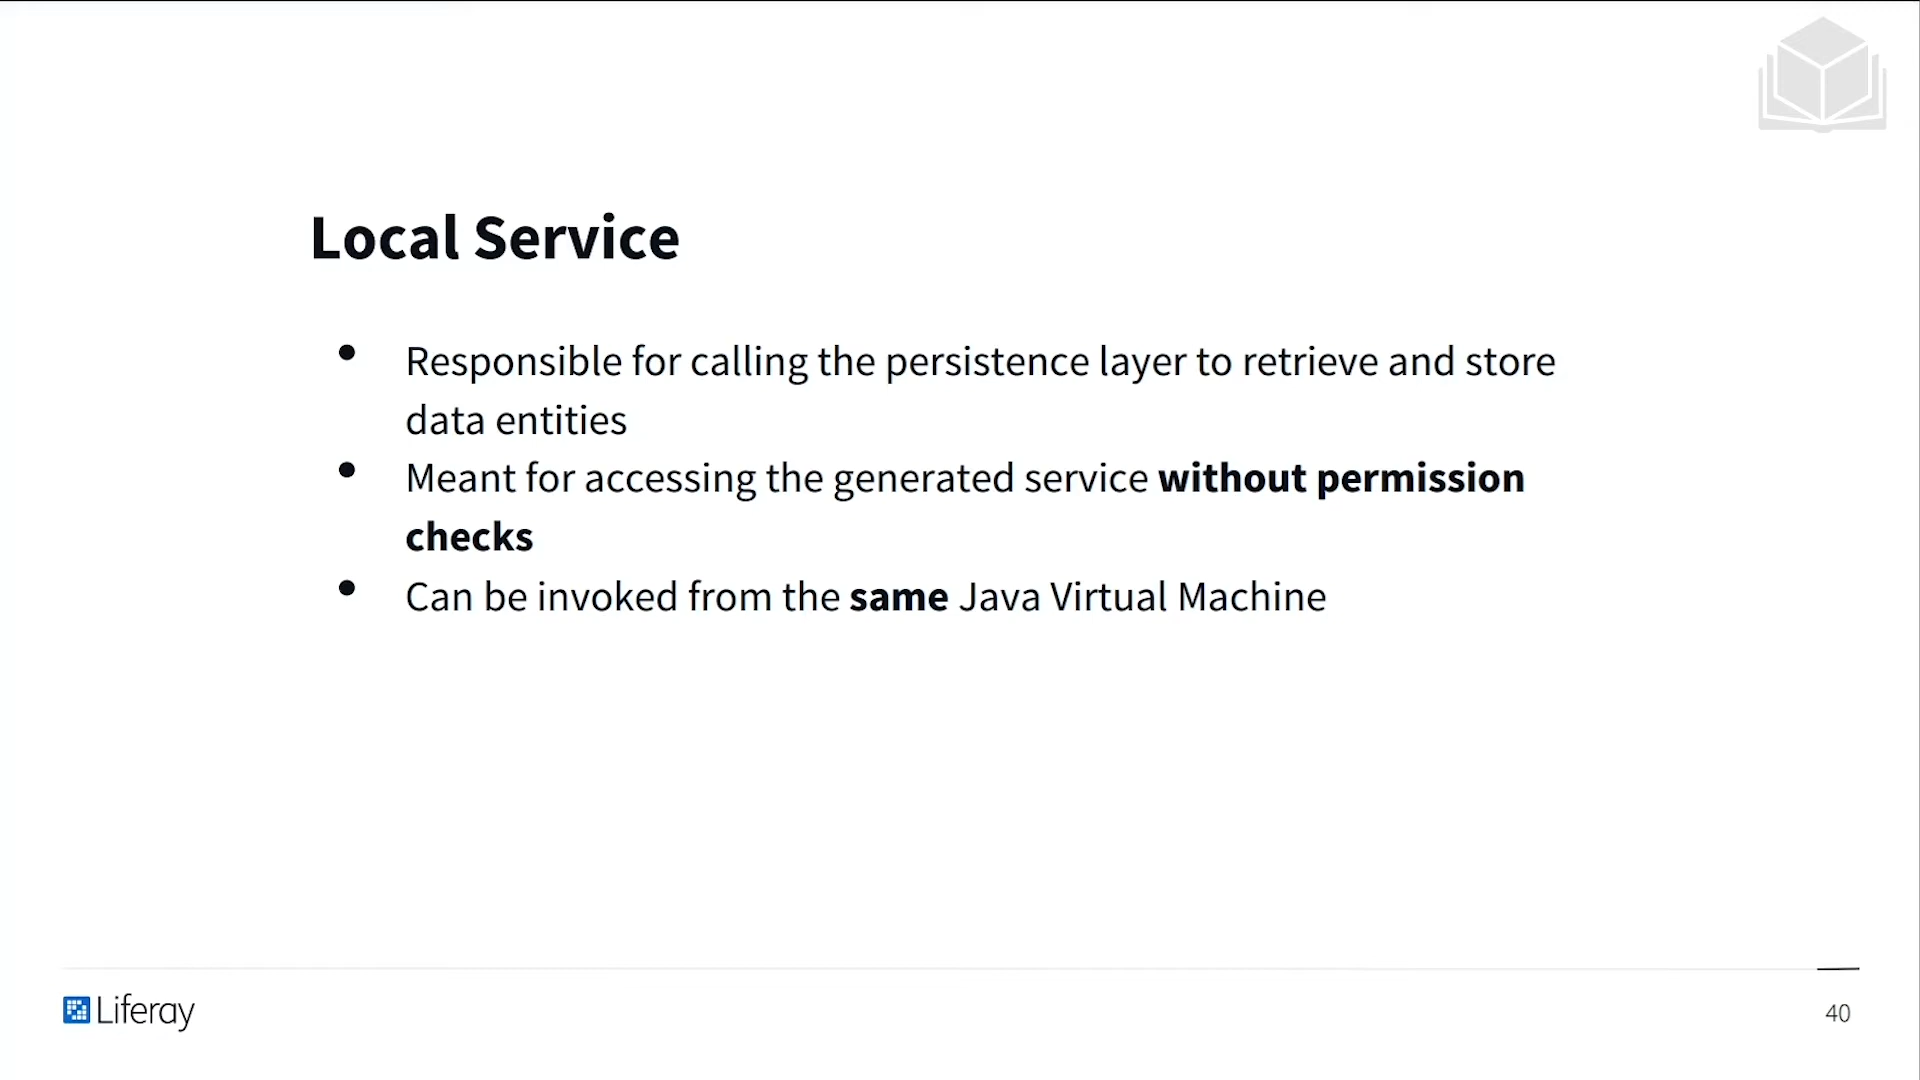 Local Service
• Responsible for calling the persistence layer to retrieve and store
data entities
• Meant for accessing the generated service without permission
checks
• Can be invoked from the same Java Virtual Machine
Liferay
40